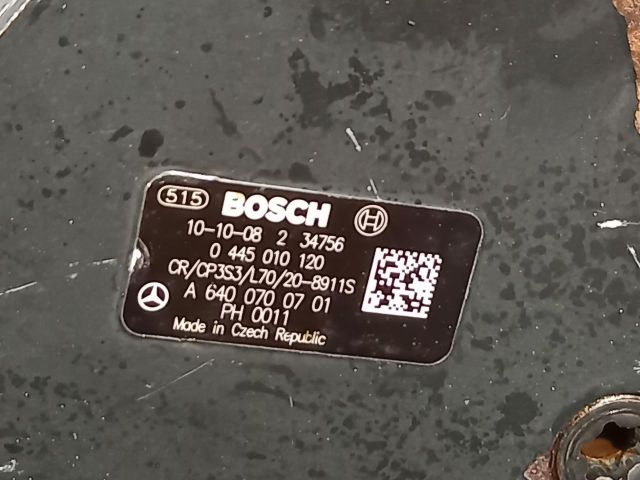 515 BOSCH
10-10-08 2 34756
0 445 010 120
CR/CP3S3/L70/20-8911S
A 640 070 07 01
PH 0011
Made in Czech Republic